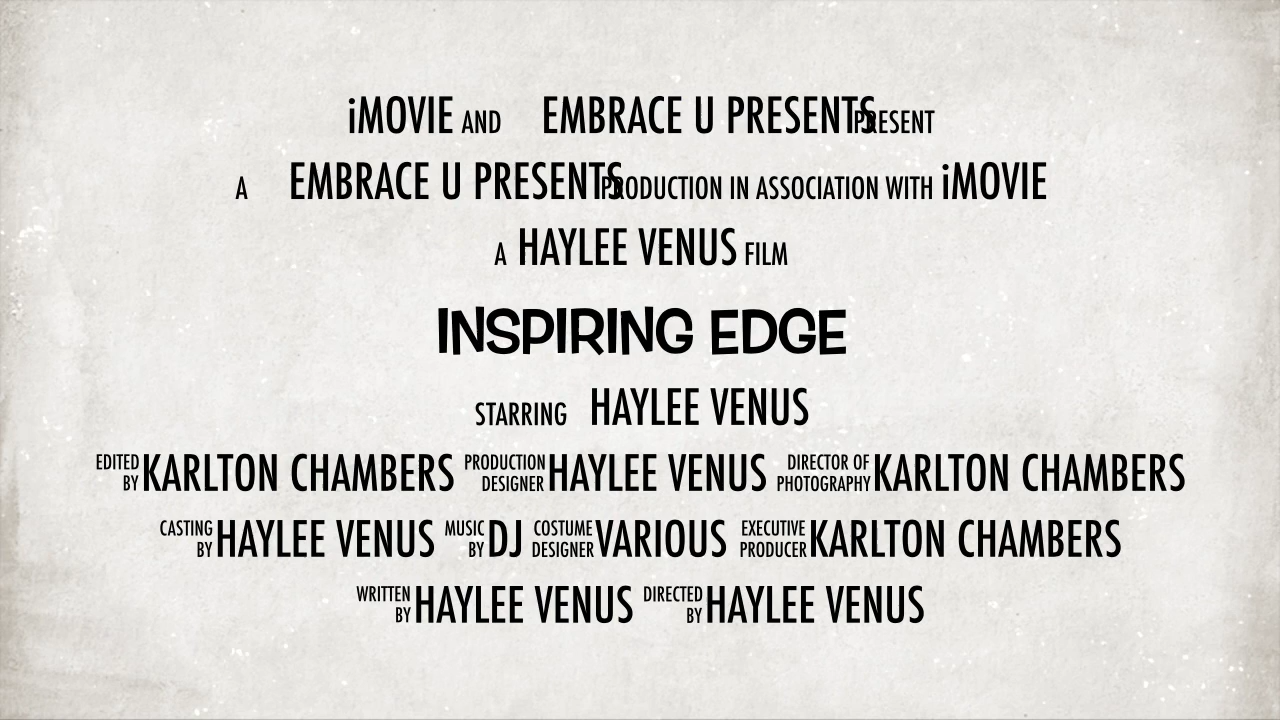 iMOVIE AND EMBRACE U PRESENTS PRESENT
A EMBRACE U PRESENTS PRODUCTION IN ASSOCIATION WITH iMOVIE
A HAYLEE VENUS FILM
INSPIRING EDGE
STARRING HAYLEE VENUS
EDITED BY KARLTON CHAMBERS PRODUCTION DESIGNER HAYLEE VENUS DIRECTOR OF PHOTOGRAPHY KARLTON CHAMBERS
CASTING BY HAYLEE VENUS MUSIC BY DJ COSTUME DESIGNER VARIOUS EXECUTIVE PRODUCER KARLTON CHAMBERS
WRITTEN BY HAYLEE VENUS DIRECTED BY HAYLEE VENUS